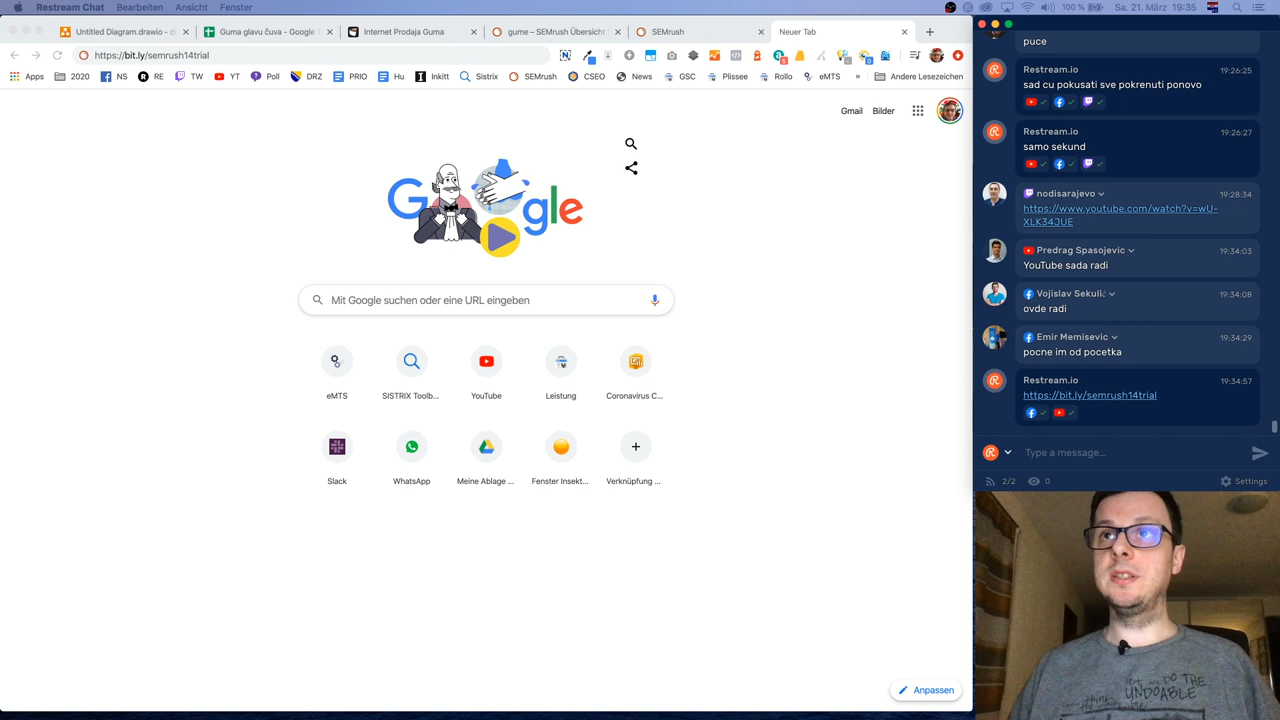 Restream Chat Bearbeiten Ansicht Fenster
100 % Sa. 21. März 19:35
Untitled Diagram.drawio - d
Guma glavlu čuva - Google T
Internet Prodaja Guma
gume – SEMrush Übersicht
SEMrush
Neuer Tab
https://bit.ly/semrush14trial
Apps 2020 NS RE TW YT Poll DRZ PRIO Hu Inkitt Sistrix SEMrush CSEO News GSC Plissee Rollo eMTS » Andere Lesezeichen
Gmail Bilder
Google
Mit Google suchen oder eine URL eingeben
eMTS SISTRIX Toolb... YouTube Leistung Coronavirus C...
Slack WhatsApp Meine Ablage ... Fenster Insekt... Verknüpfung ...
Anpassen
puce
Restream.io 19:26:25
sad cu pokusati sve pokrenuti ponovo
Restream.io 19:26:27
samo sekund
nodisarajevo 19:28:34
https://www.youtube.com/watch?v=wU-
XLK34JUE
Predrag Spasojevic 19:34:03
YouTube sada radi
Vojislav Sekulić 19:34:08
ovde radi
Emir Memisevic 19:34:29
pocne im od pocetka
Restream.io 19:34:57
https://bit.ly/semrush14trial
Type a message...
2/2 0 Settings
DO THE
UNDOABLE